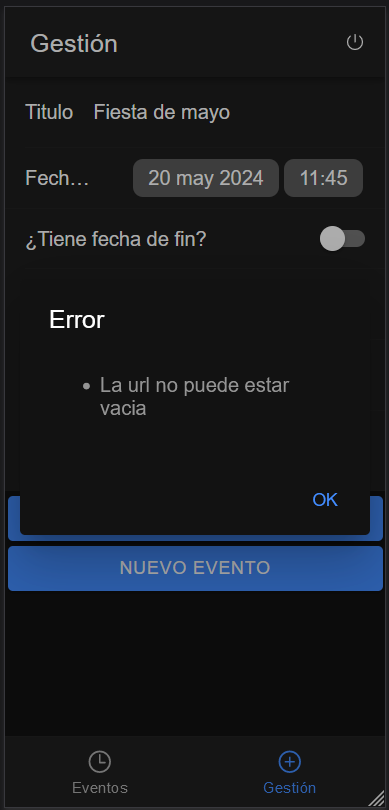 Gestión
Titulo Fiesta de mayo
Fech... 20 may 2024 11:45
¿Tiene fecha de fin?
Error
• La url no puede estar
vacia
OK
NUEVO EVENTO
Eventos Gestión